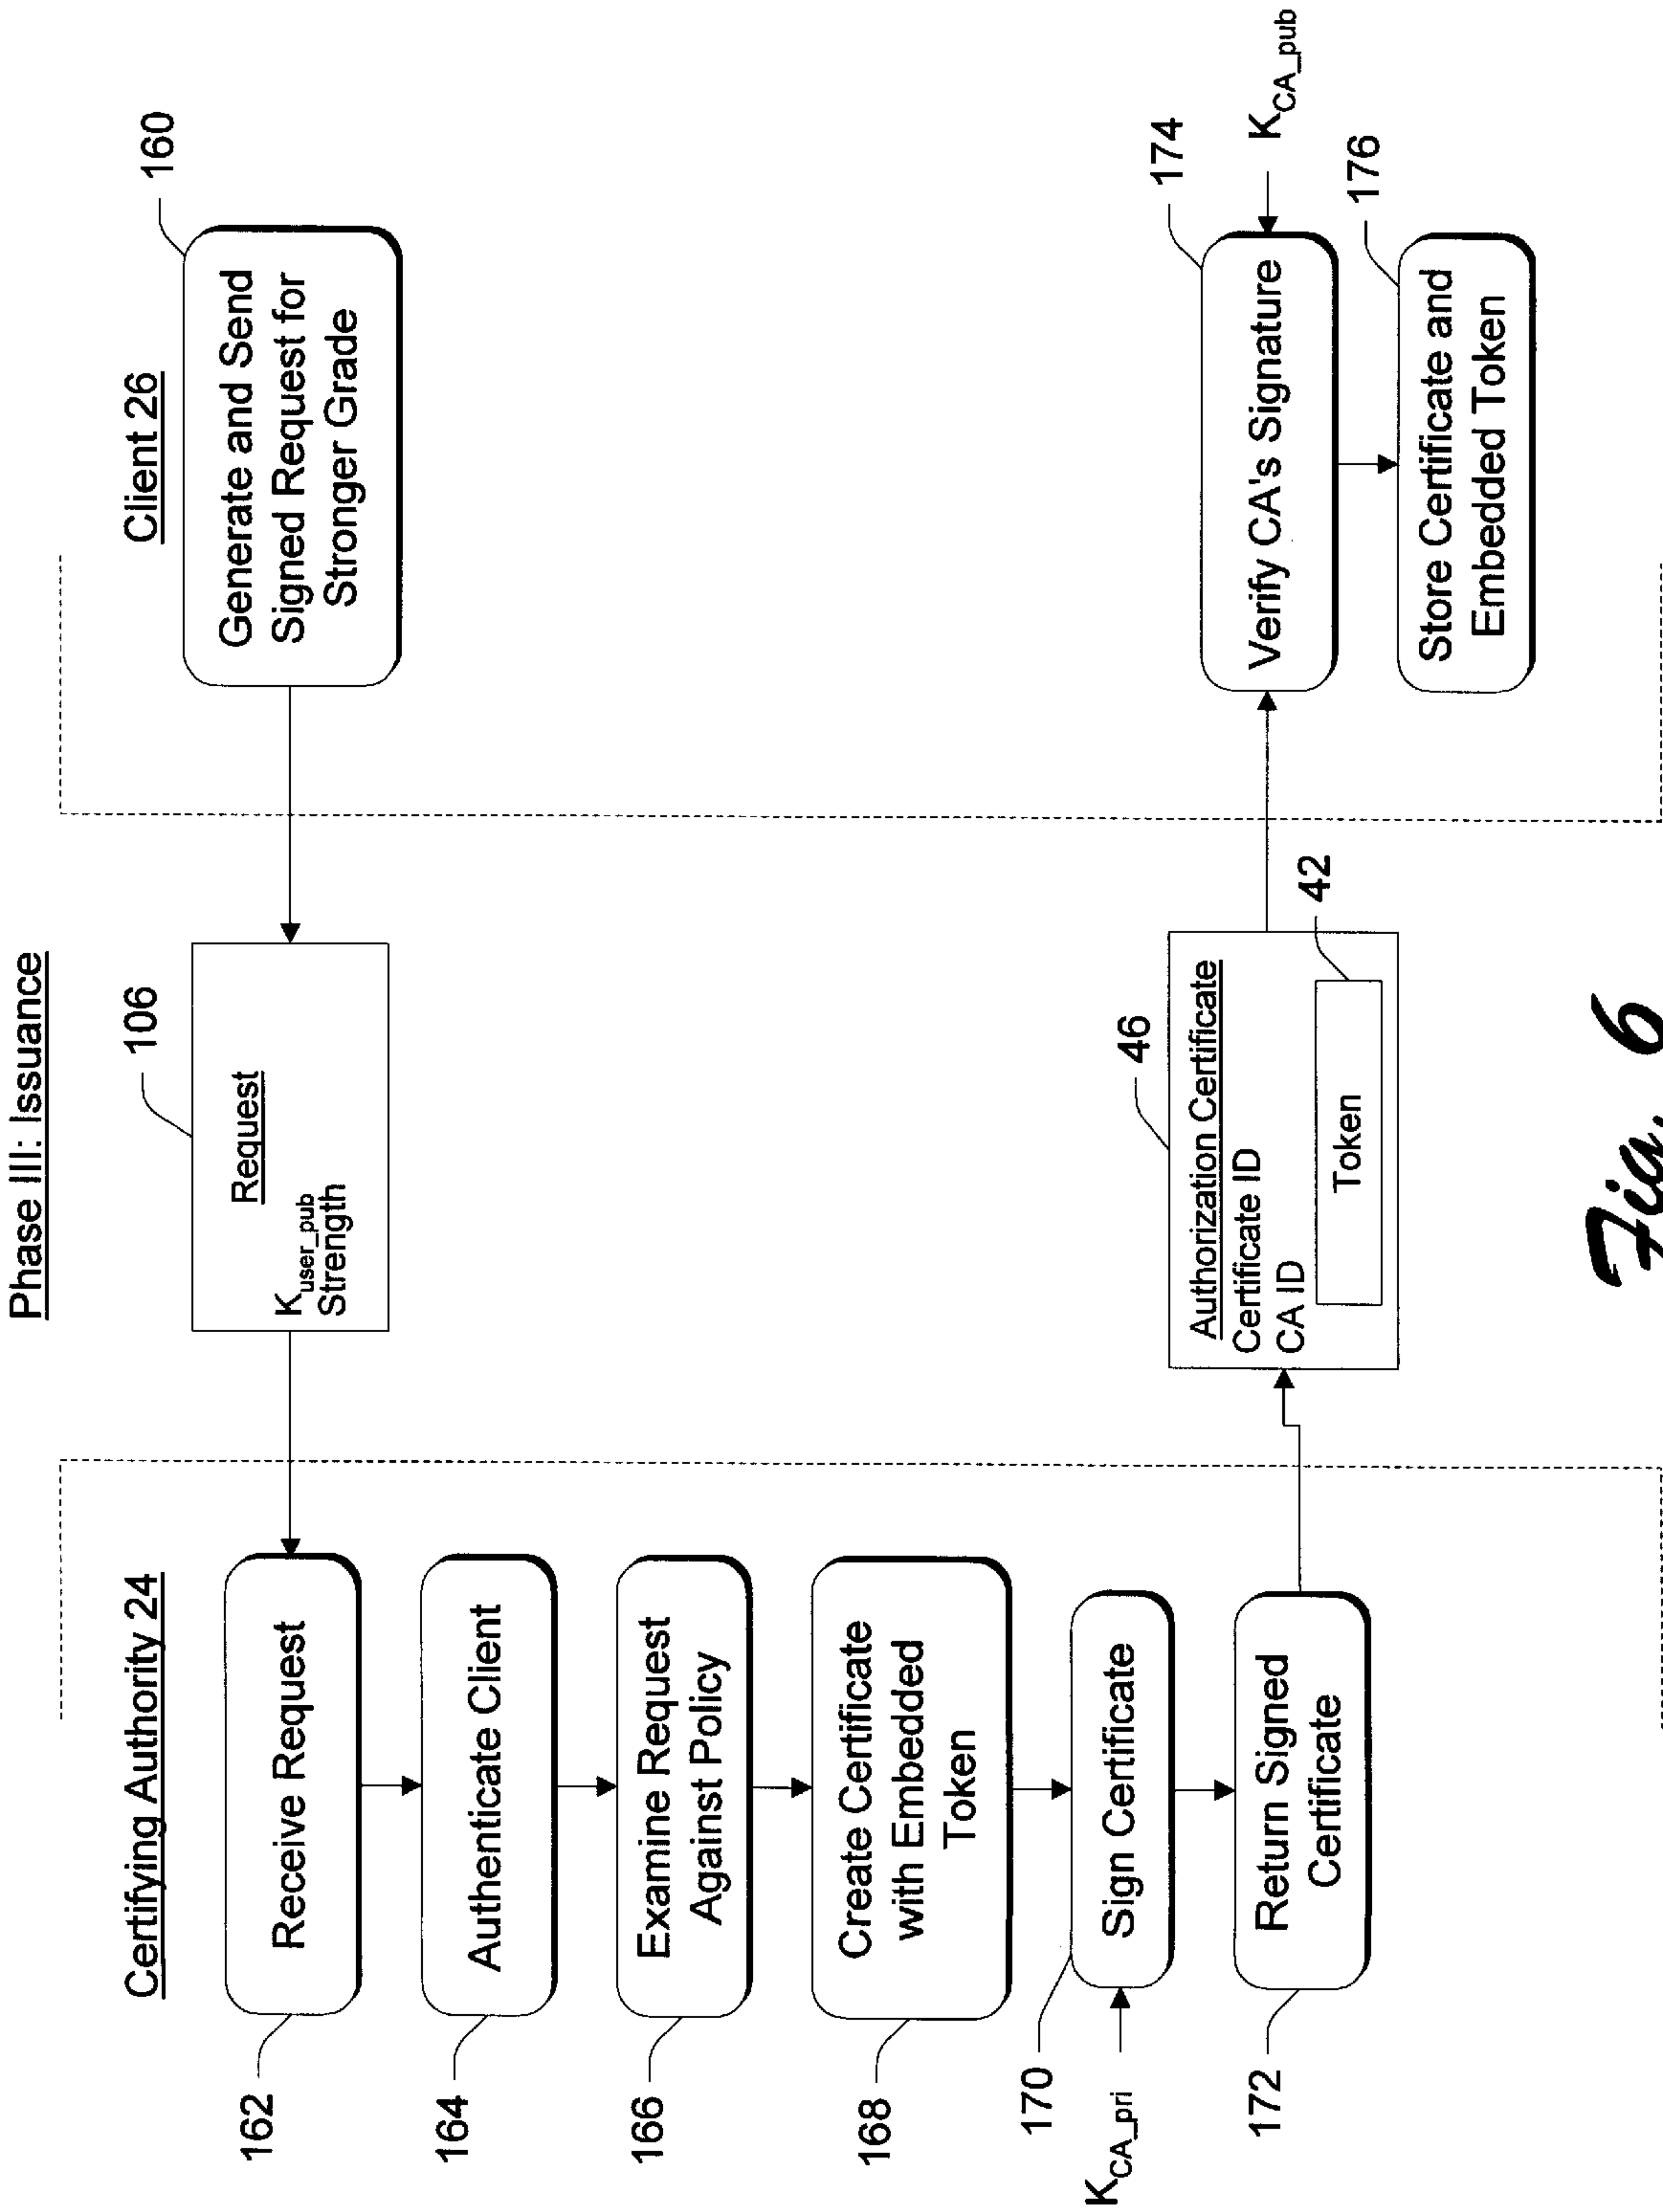 Phase III: Issuance
Certifying Authority 24
Client 26
162
Receive Request
106
Request
K_user_pub
Strength
160
Generate and Send
Signed Request for
Stronger Grade
164
Authenticate Client
166
Examine Request
Against Policy
168
Create Certificate
with Embedded
Token
170
K_CA_pri
Sign Certificate
172
Return Signed
Certificate
46
Authorization Certificate
Certificate ID
CA ID
42
Token
174
Verify CA's Signature
K_CA_pub
176
Store Certificate and
Embedded Token
Fig. 6